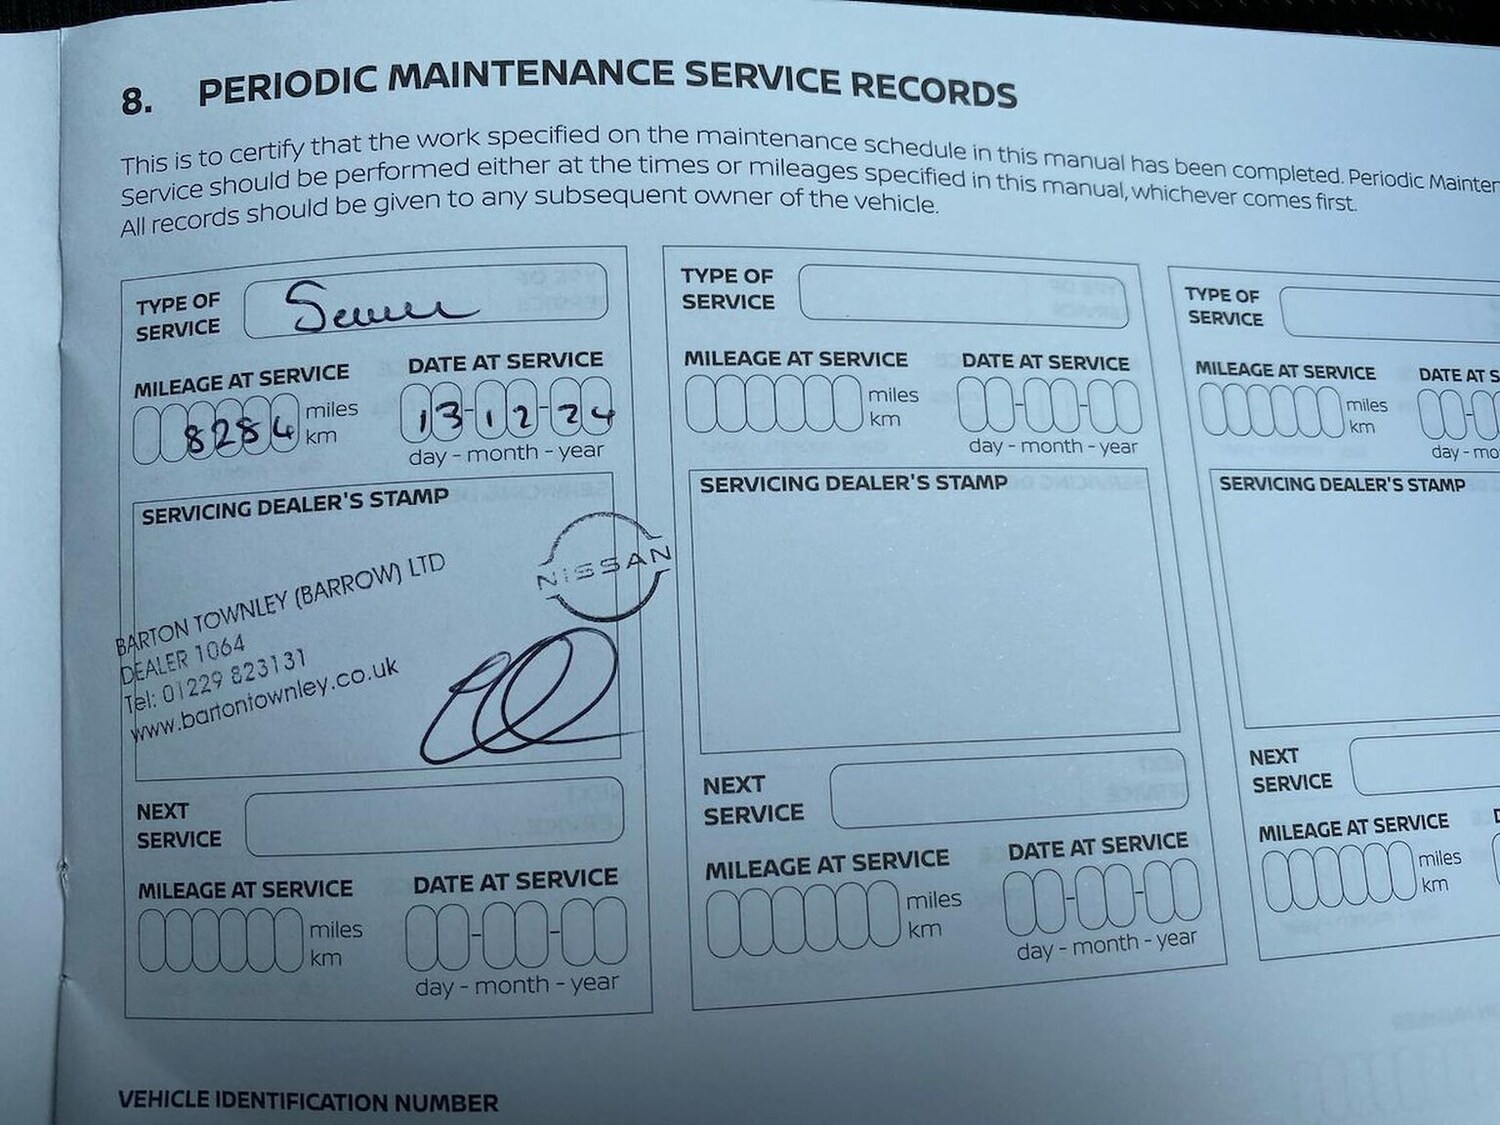 8. PERIODIC MAINTENANCE SERVICE RECORDS
This is to certify that the work specified on the maintenance schedule in this manual has been completed. Periodic Mainten
Service should be performed either at the times or mileages specified in this manual, whichever comes first.
All records should be given to any subsequent owner of the vehicle.
TYPE OF
SERVICE
MILEAGE AT SERVICE
DATE AT SERVICE
8284
miles
km
13-12-24
day - month - year
SERVICING DEALER'S STAMP
NISSAN
BARTON TOWNLEY (BARROW) LTD
DEALER 1064
Tel: 01229 823131
www.bartontownley.co.uk
NEXT
SERVICE
MILEAGE AT SERVICE
DATE AT SERVICE
miles
km
day - month - year
TYPE OF
SERVICE
MILEAGE AT SERVICE
DATE AT SERVICE
miles
km
day - month - year
SERVICING DEALER'S STAMP
NEXT
SERVICE
MILEAGE AT SERVICE
DATE AT SERVICE
miles
km
day - month - year
TYPE OF
SERVICE
MILEAGE AT SERVICE
DATE AT S
miles
km
day - mo
SERVICING DEALER'S STAMP
NEXT
SERVICE
MILEAGE AT SERVICE
D
miles
km
VEHICLE IDENTIFICATION NUMBER